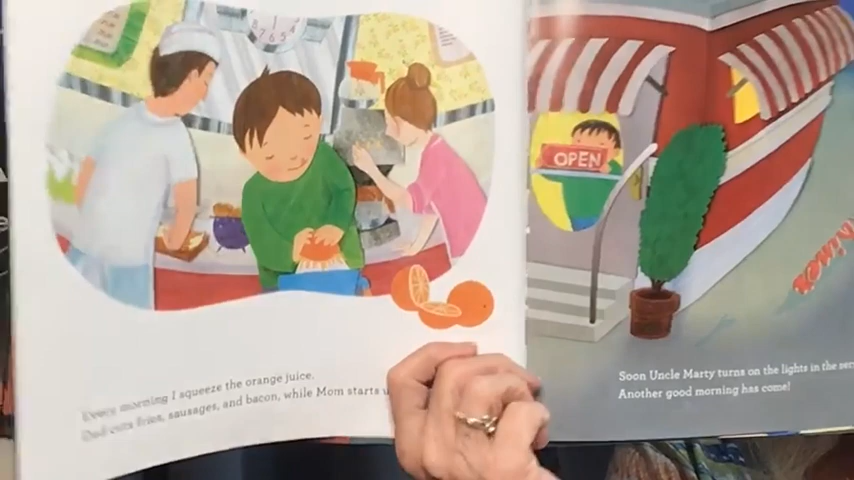 Every morning I squeeze the orange juice.
Dad cuts fries, sausages, and bacon, while Mom starts
OPEN
Soon Uncle Marty turns on the lights in the
Another good morning has come!